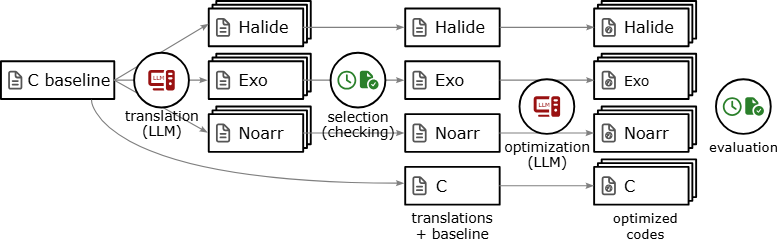 C baseline
LLM
translation
(LLM)
Halide
Exo
Noarr
selection
(checking)
Halide
Exo
Noarr
C
translations
+ baseline
LLM
optimization
(LLM)
Halide
Exo
Noarr
C
optimized
codes
evaluation